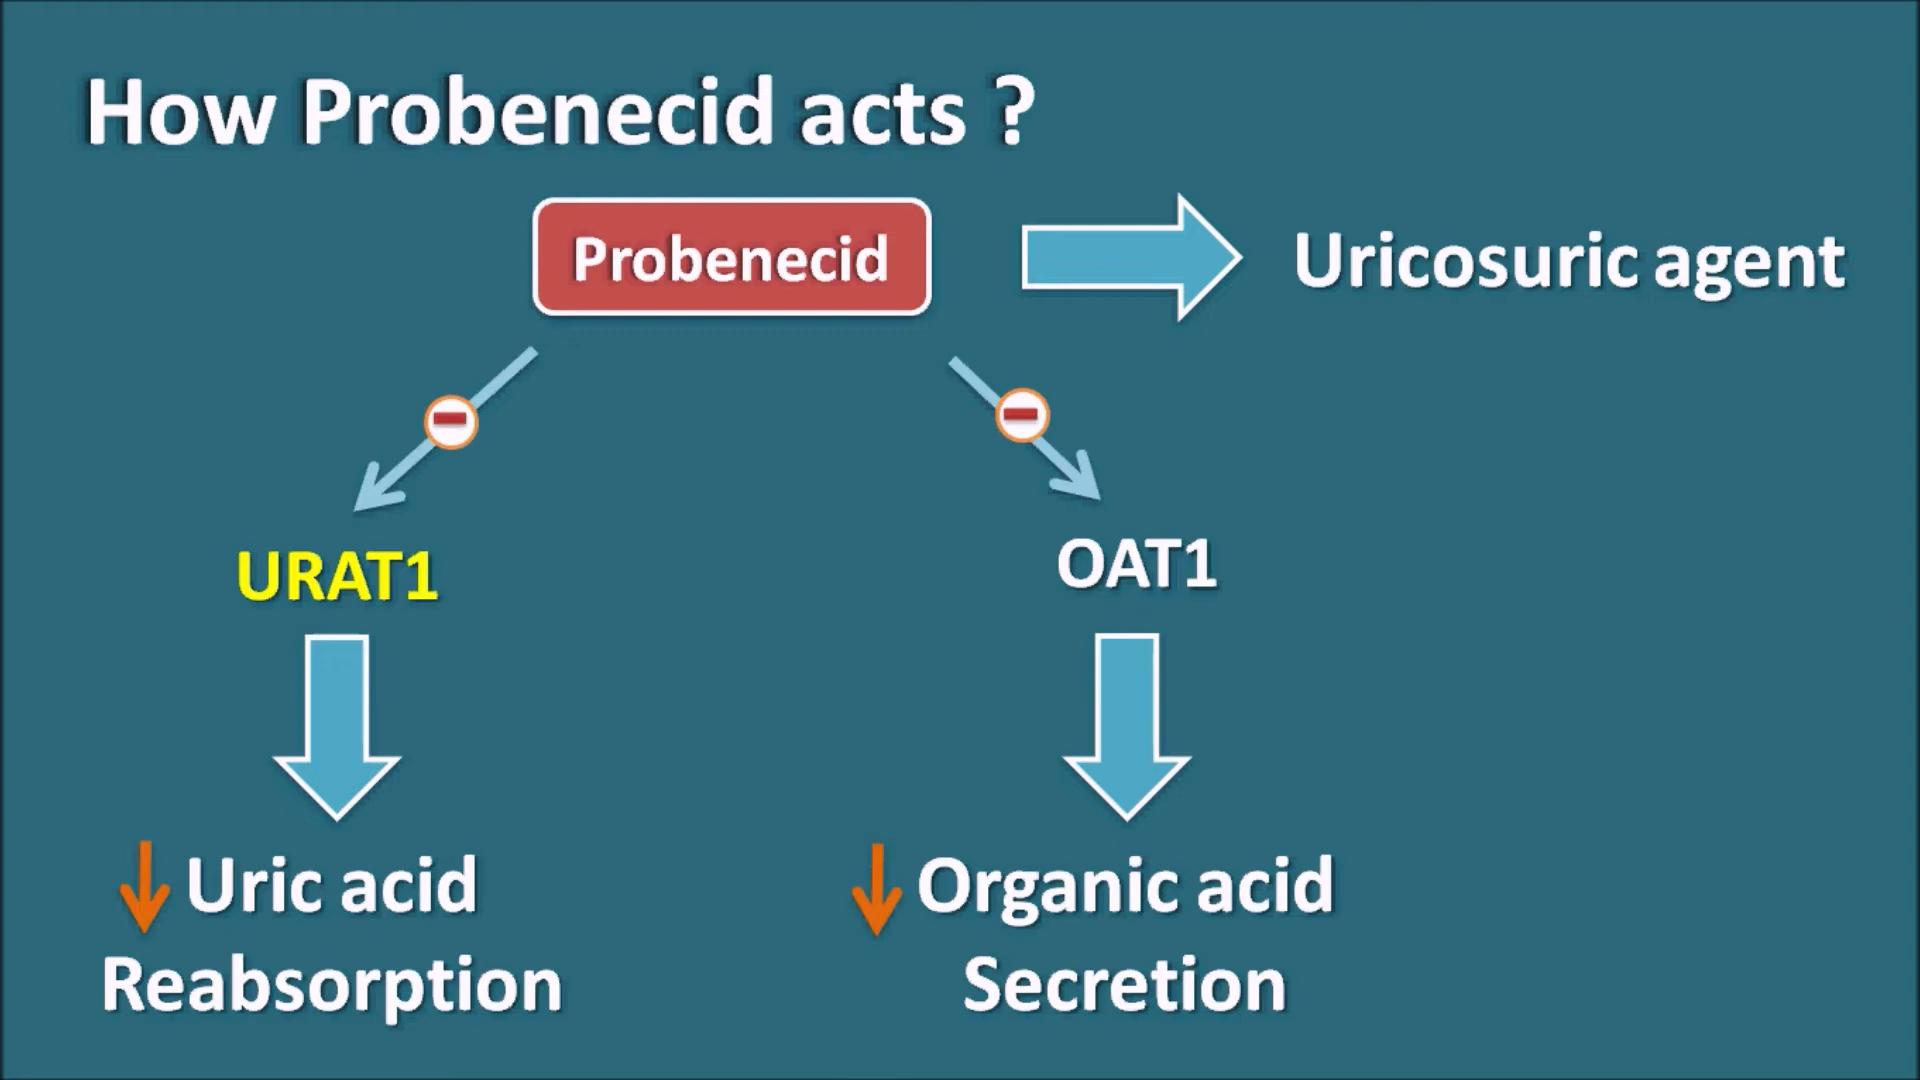 How Probenecid acts ?
Probenecid
Uricosuric agent
URAT1
OAT1
Uric acid
Reabsorption
Organic acid
Secretion